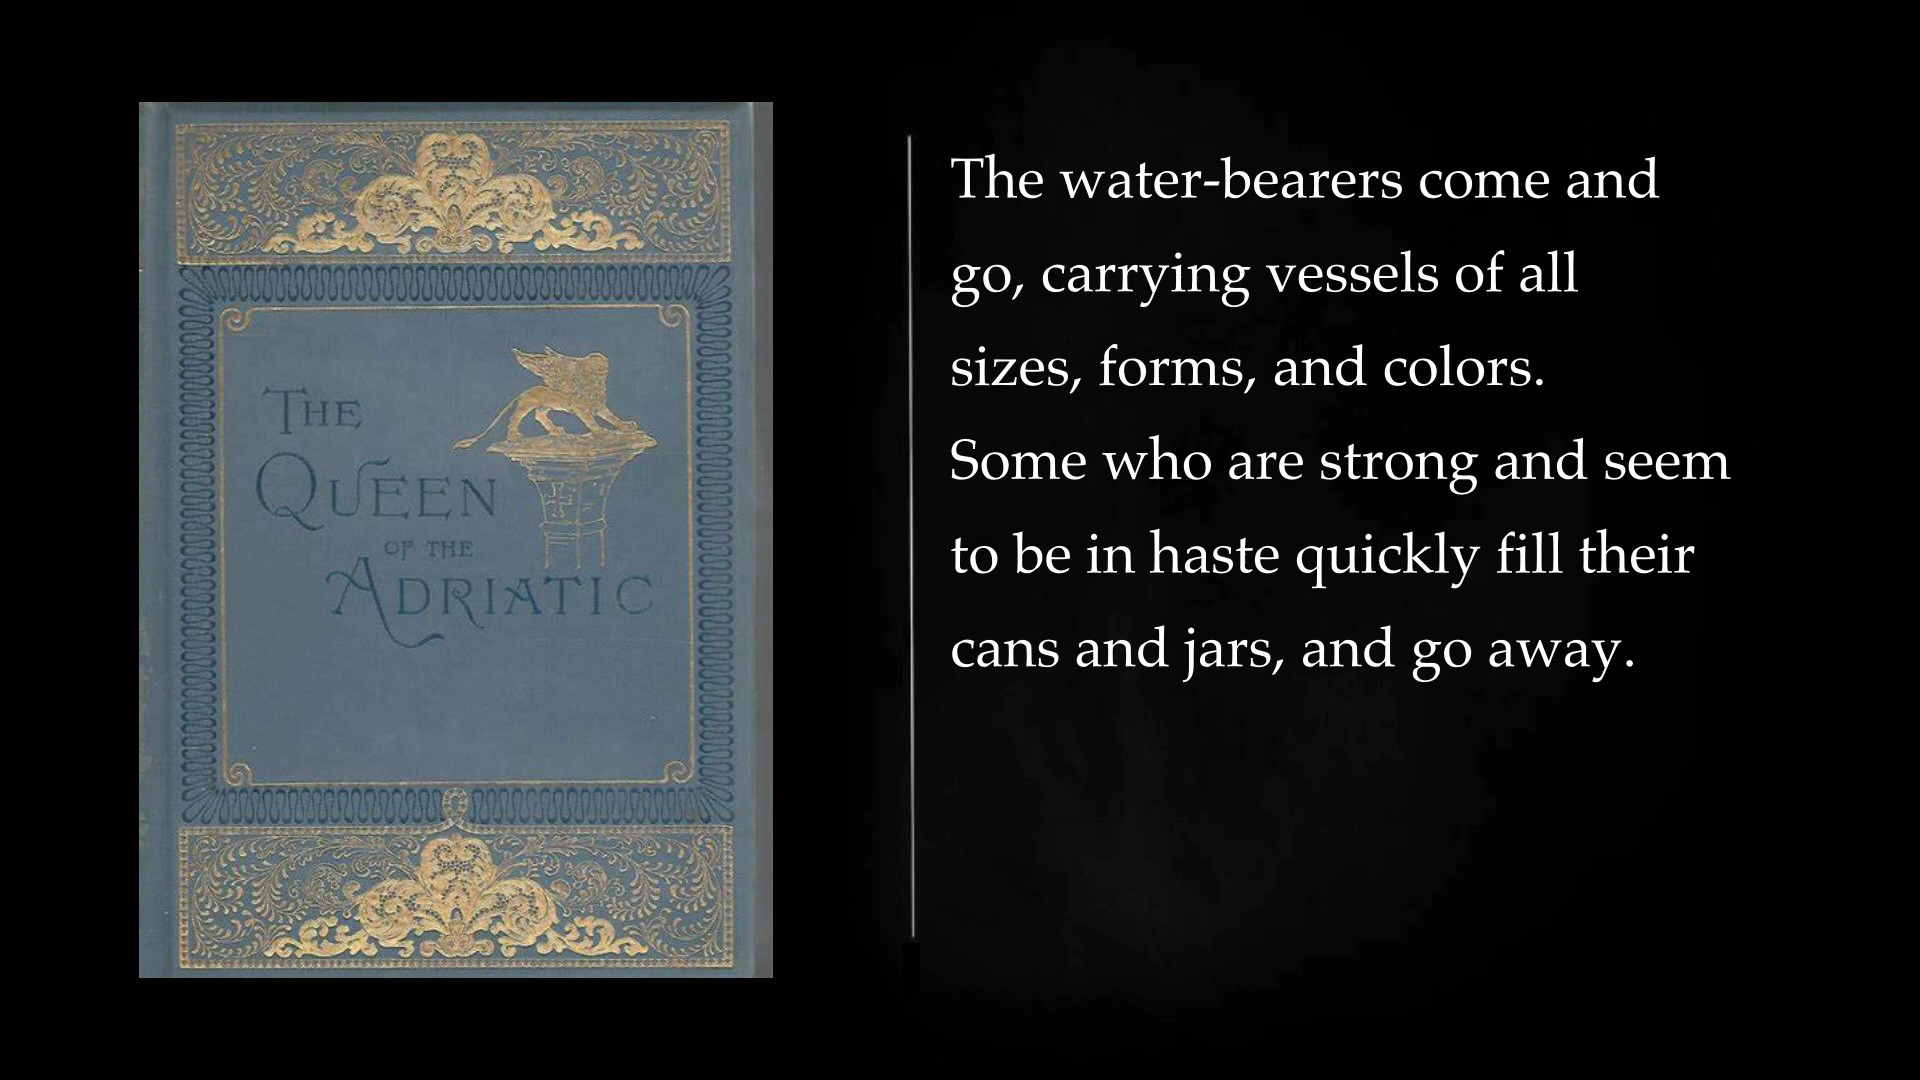 THE
QUEEN
OF THE
ADRIATIC
The water-bearers come and
go, carrying vessels of all
sizes, forms, and colors.
Some who are strong and seem
to be in haste quickly fill their
cans and jars, and go away.